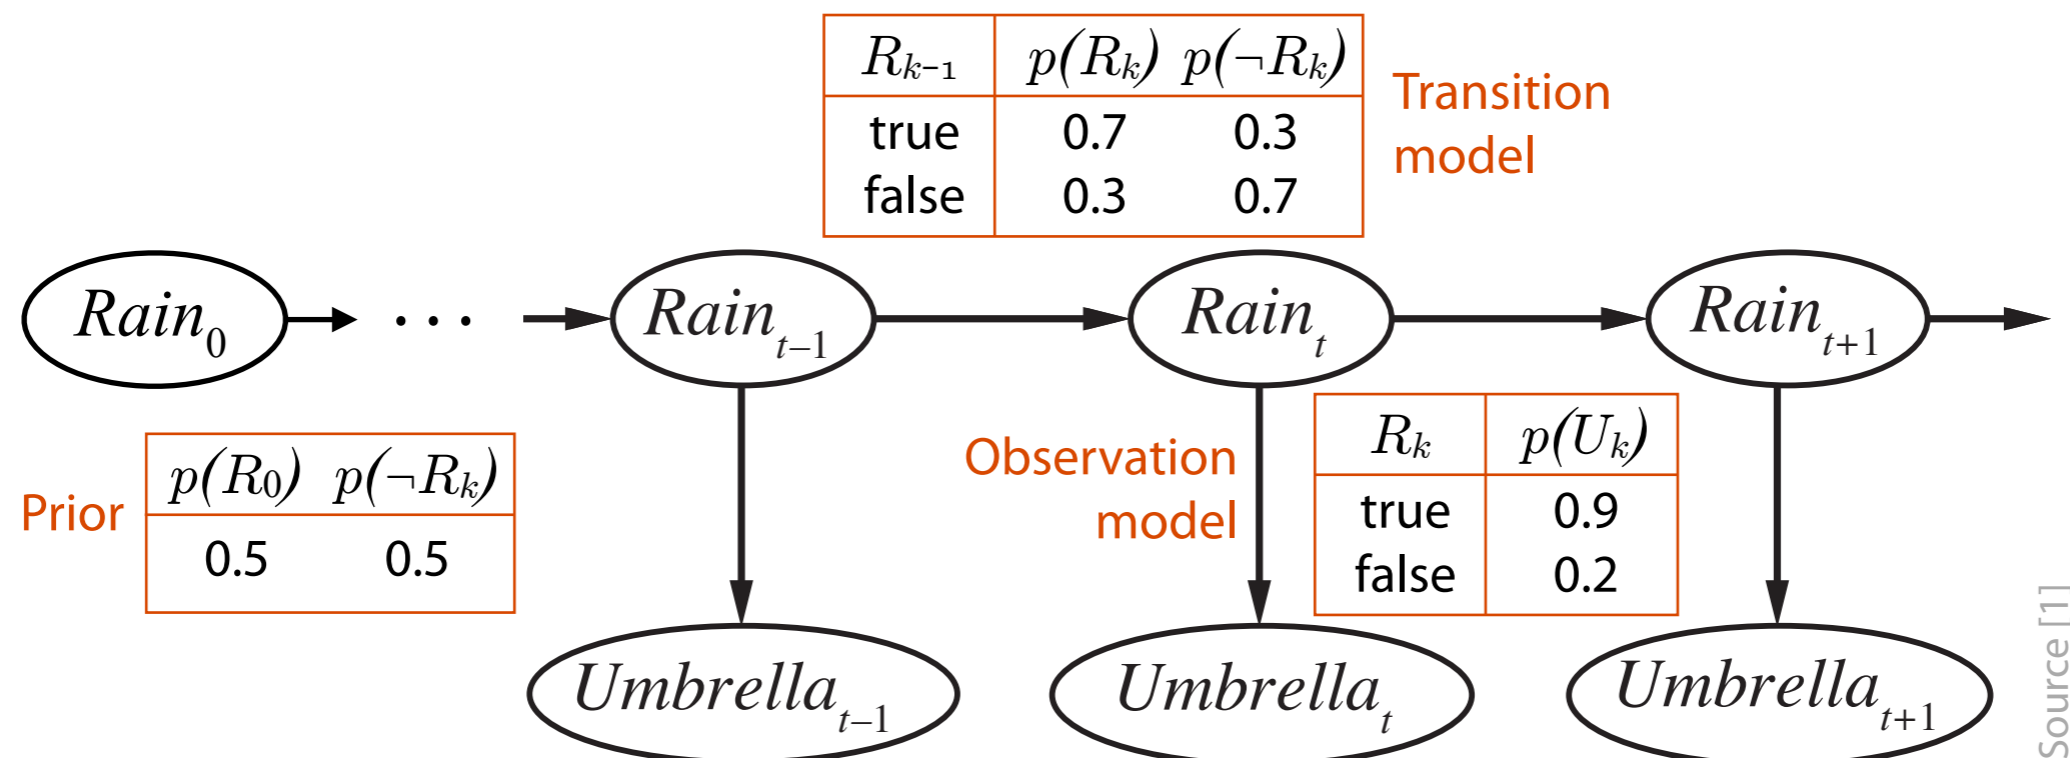 R_{k-1} p(R_k) p(¬R_k)
true 0.7 0.3
false 0.3 0.7
Transition
model
Rain_0 ··· Rain_{t-1} Rain_t Rain_{t+1}
Prior
p(R_0) p(¬R_k)
0.5 0.5
Observation
model
R_k p(U_k)
true 0.9
false 0.2
Umbrella_{t-1} Umbrella_t Umbrella_{t+1}
Source [1]